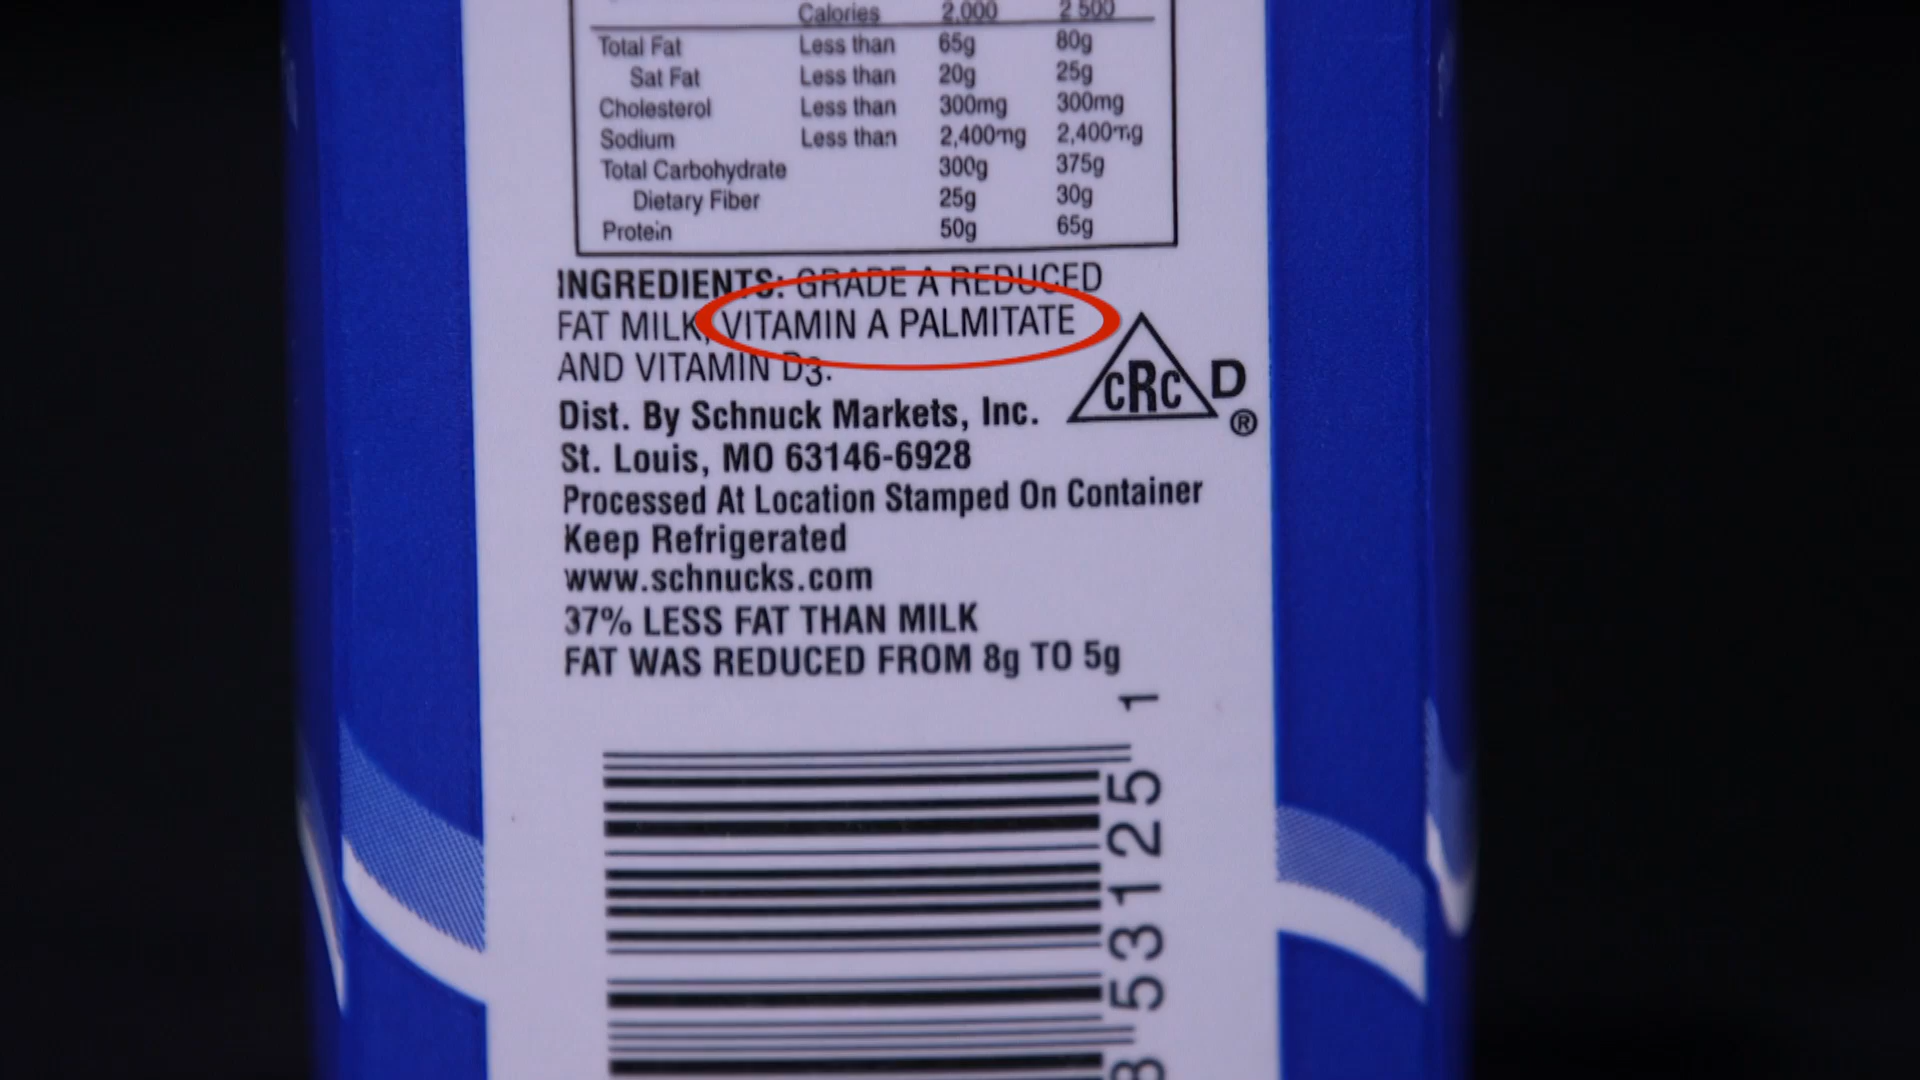 Calories 2,000 2,500
Total Fat Less than 65g 80g
Sat Fat Less than 20g 25g
Cholesterol Less than 300mg 300mg
Sodium Less than 2,400mg 2,400mg
Total Carbohydrate 300g 375g
Dietary Fiber 25g 30g
Protein 50g 65g
INGREDIENTS: GRADE A REDUCED
FAT MILK, VITAMIN A PALMITATE
AND VITAMIN D3.
cRc D ®
Dist. By Schnuck Markets, Inc.
St. Louis, MO 63146-6928
Processed At Location Stamped On Container
Keep Refrigerated
www.schnucks.com
37% LESS FAT THAN MILK
FAT WAS REDUCED FROM 8g TO 5g
53125 1